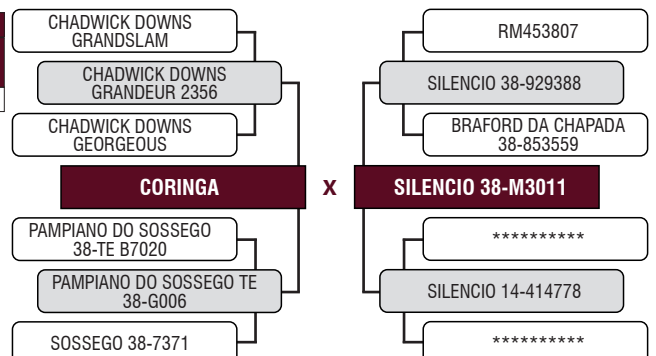 CHADWICK DOWNS
GRANDSLAM
CHADWICK DOWNS
GRANDEUR 2356
CHADWICK DOWNS
GEORGEOUS
CORINGA
PAMPIANO DO SOSSEGO
38-TE B7020
PAMPIANO DO SOSSEGO TE
38-G006
SOSSEGO 38-7371
X
RM453807
SILENCIO 38-929388
BRAFORD DA CHAPADA
38-853559
SILENCIO 38-M3011
**********
SILENCIO 14-414778
**********